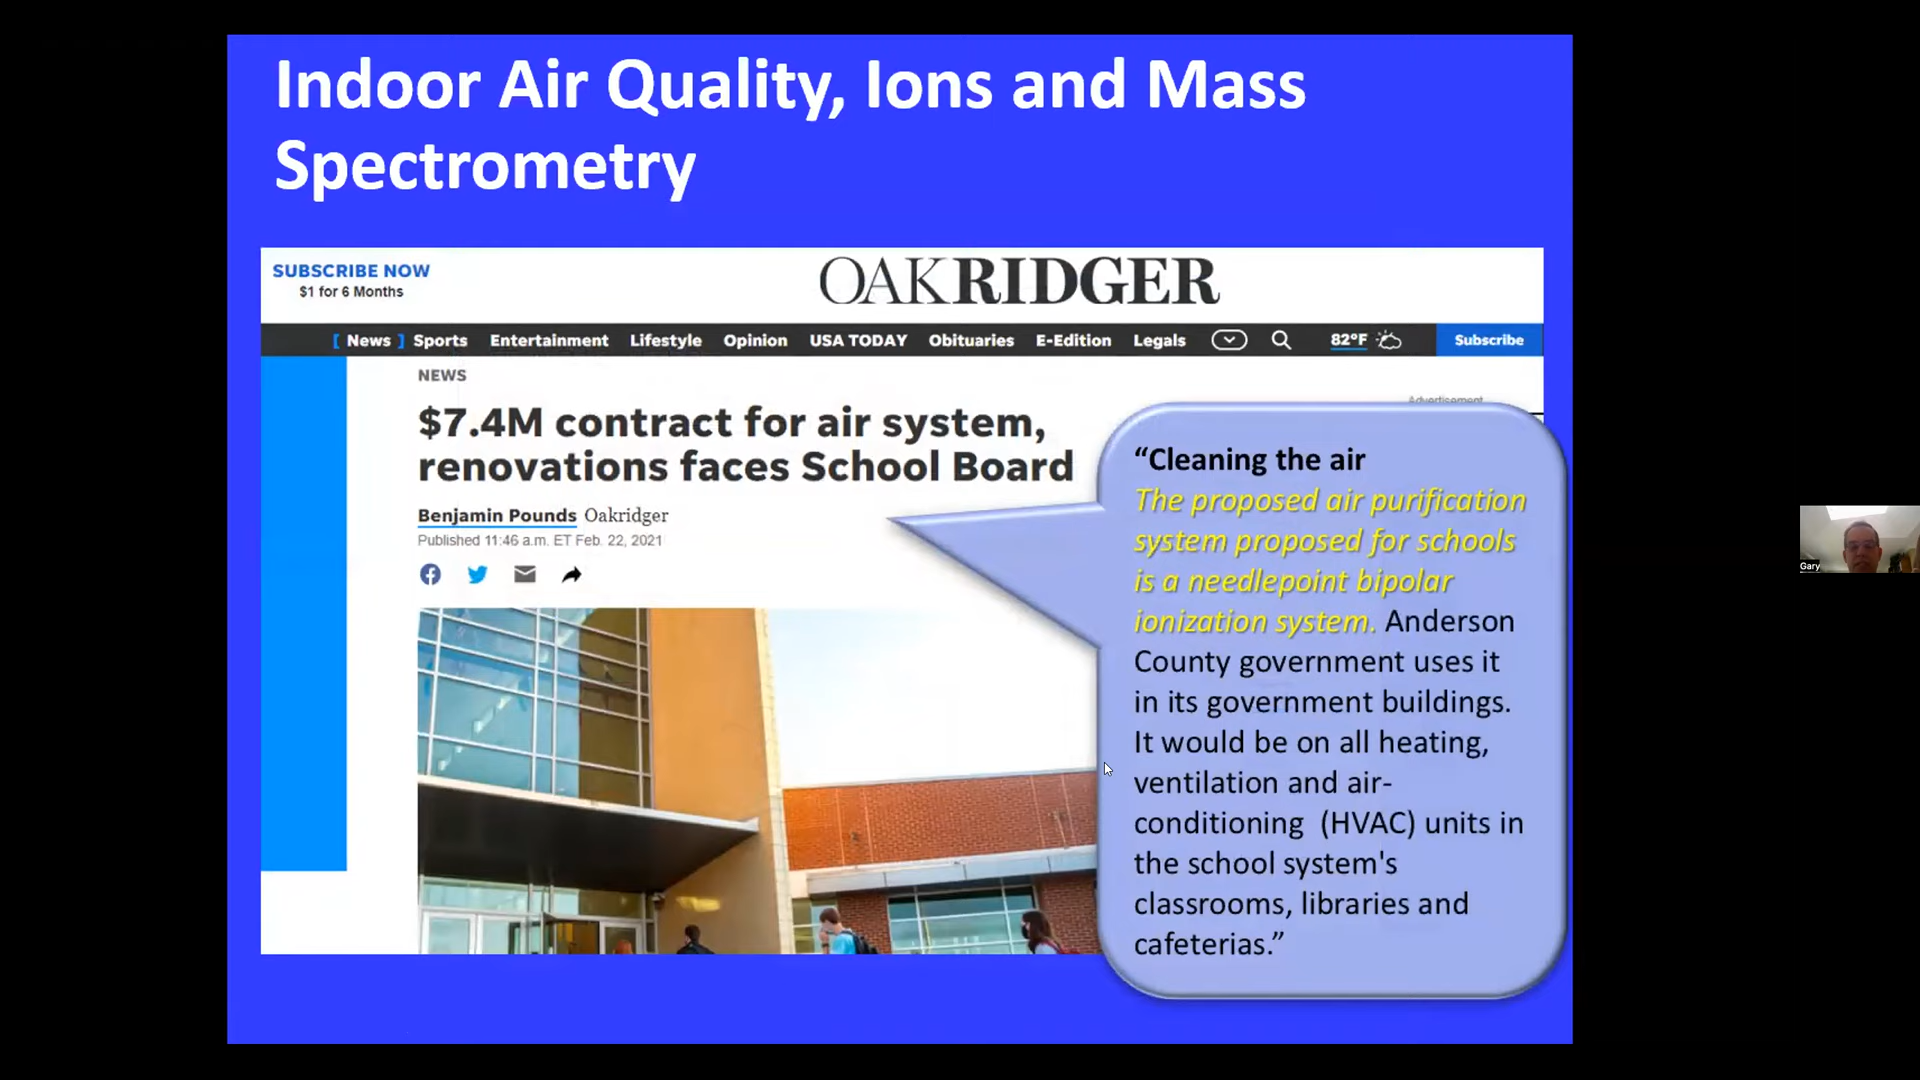 Indoor Air Quality, Ions and Mass
Spectrometry
SUBSCRIBE NOW
$1 for 6 Months
OAKRIDGER
[ News ] Sports Entertainment Lifestyle Opinion USA TODAY Obituaries E-Edition Legals 82°F Subscribe
NEWS
Advertisement
$7.4M contract for air system,
renovations faces School Board
Benjamin Pounds Oakridger
Published 11:46 a.m. ET Feb. 22, 2021
“Cleaning the air
The proposed air purification
system proposed for schools
is a needlepoint bipolar
ionization system. Anderson
County government uses it
in its government buildings.
It would be on all heating,
ventilation and air-
conditioning (HVAC) units in
the school system's
classrooms, libraries and
cafeterias.”
Gary